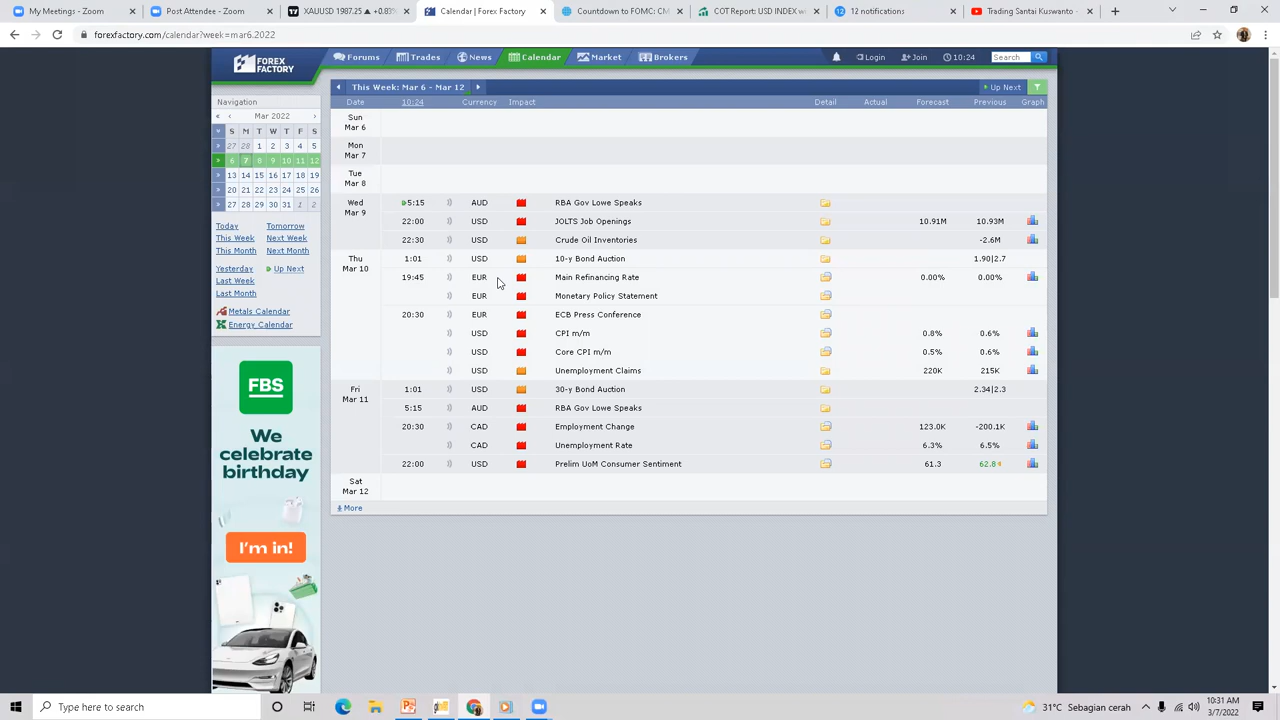 My Meetings - Zoom
Post Attendee - Zoom
XAUUSD 1987.25 ▲ +0.83%
Calendar | Forex Factory
Countdown to FOMC: CM
COT Report: USD INDEX w
12 notifications
Trading Santai Kuswanto -
forexfactory.com/calendar?week=mar6.2022
FOREX
FACTORY
Forums
Trades
News
Calendar
Market
Brokers
Login
Join
10:24
Search
Navigation
Mar 2022
S M T W T F S
27 28 1 2 3 4 5
6 7 8 9 10 11 12
13 14 15 16 17 18 19
20 21 22 23 24 25 26
27 28 29 30 31 1 2
Today Tomorrow
This Week Next Week
This Month Next Month
Yesterday Up Next
Last Week
Last Month
Metals Calendar
Energy Calendar
FBS
We
celebrate
birthday
I'm in!
This Week: Mar 6 - Mar 12
Up Next
Date 10:24 Currency Impact Detail Actual Forecast Previous Graph
Sun
Mar 6
Mon
Mar 7
Tue
Mar 8
Wed
Mar 9
5:15 AUD RBA Gov Lowe Speaks
22:00 USD JOLTS Job Openings 10.91M 10.93M
22:30 USD Crude Oil Inventories -2.6M
Thu
Mar 10
1:01 USD 10-y Bond Auction 1.90|2.7
19:45 EUR Main Refinancing Rate 0.00% 0.00%
EUR Monetary Policy Statement
20:30 EUR ECB Press Conference
USD CPI m/m 0.8% 0.6%
USD Core CPI m/m 0.5% 0.6%
USD Unemployment Claims 220K 215K
Fri
Mar 11
1:01 USD 30-y Bond Auction 2.34|2.3
5:15 AUD RBA Gov Lowe Speaks
20:30 CAD Employment Change 123.0K -200.1K
CAD Unemployment Rate 6.3% 6.5%
22:00 USD Prelim UoM Consumer Sentiment 61.3 62.8
Sat
Mar 12
More
Type here to search
31°C Sebagian cerah
10:31 AM
3/7/2022